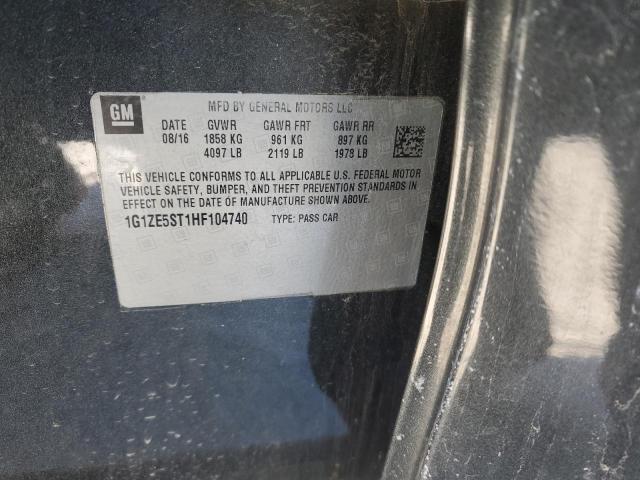 GM
MFD BY GENERAL MOTORS LLC
DATE GVWR GAWR FRT GAWR RR
08/16 1858 KG 961 KG 897 KG
4097 LB 2119 LB 1978 LB
THIS VEHICLE CONFORMS TO ALL APPLICABLE U.S. FEDERAL MOTOR
VEHICLE SAFETY, BUMPER, AND THEFT PREVENTION STANDARDS IN
EFFECT ON THE DATE OF MANUFACTURE SHOWN ABOVE.
1G1ZE5ST1HF104740 TYPE: PASS CAR